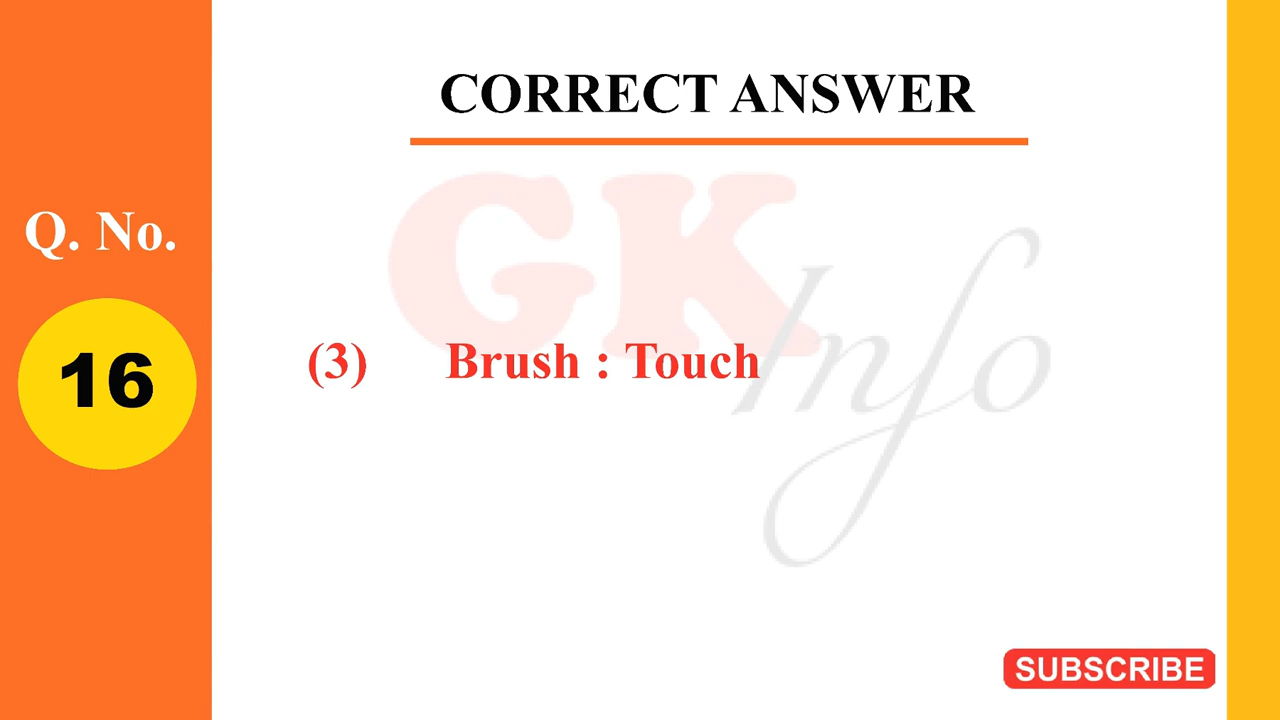 CORRECT ANSWER
Q. No.
16
GK Info
(3) Brush : Touch
SUBSCRIBE